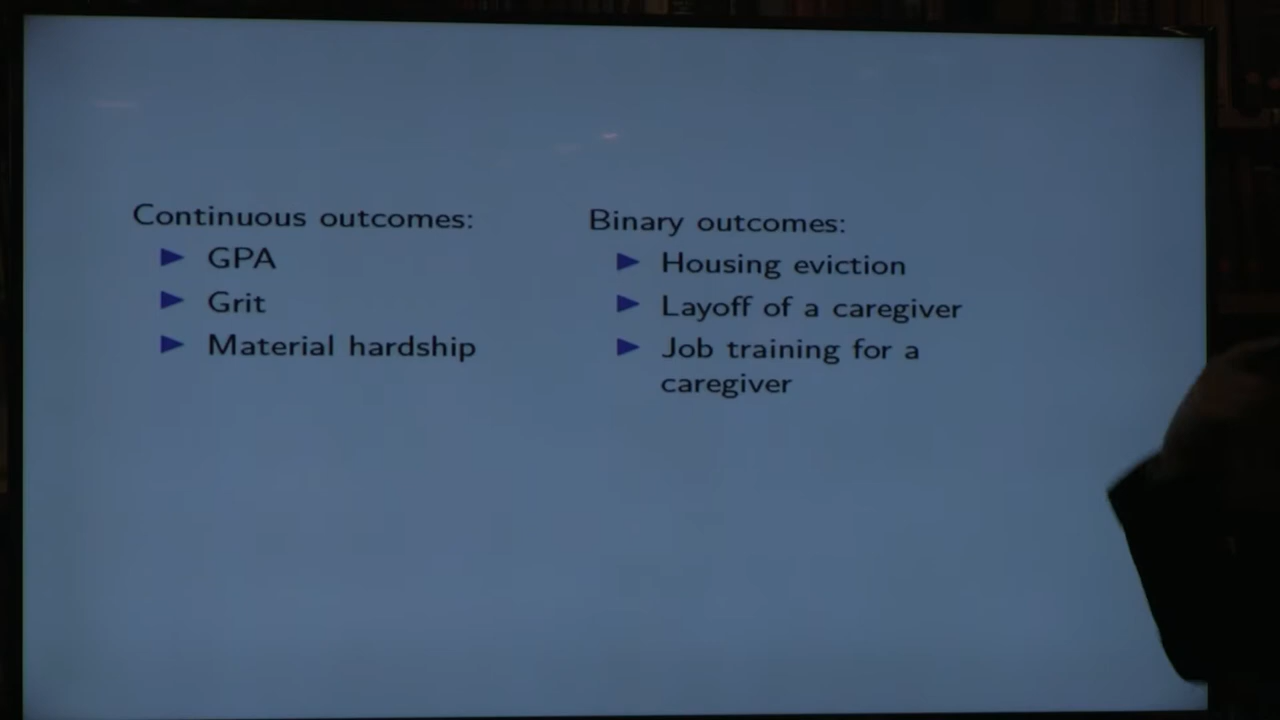 Continuous outcomes:
▶ GPA
▶ Grit
▶ Material hardship
Binary outcomes:
▶ Housing eviction
▶ Layoff of a caregiver
▶ Job training for a
caregiver